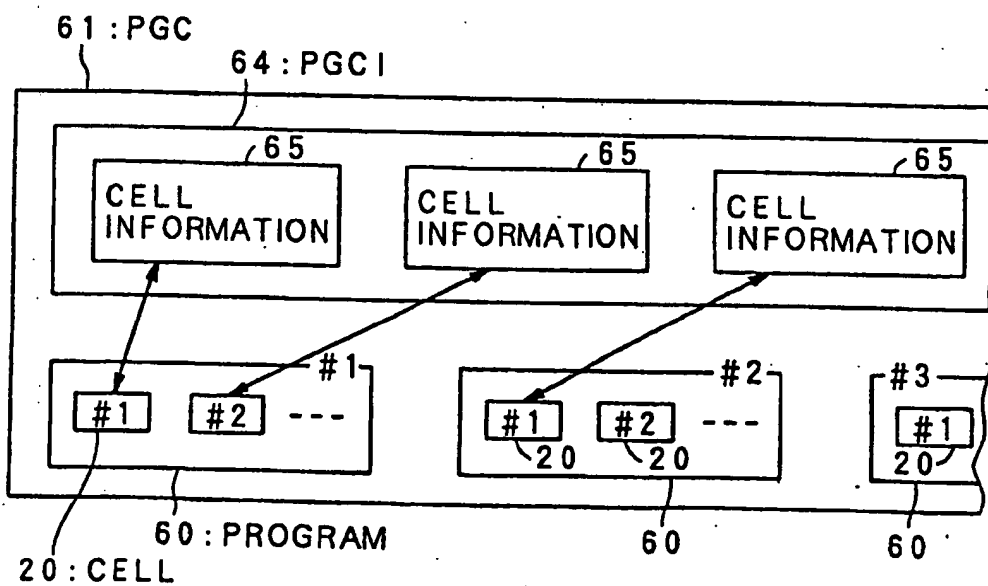 61:PGC
64:PGCI
65 65 65
CELL INFORMATION
CELL INFORMATION
CELL INFORMATION
#1 #2 #3
#1 #2 --- #1 #2 --- #1
20 20 20
60:PROGRAM 60 60
20:CELL